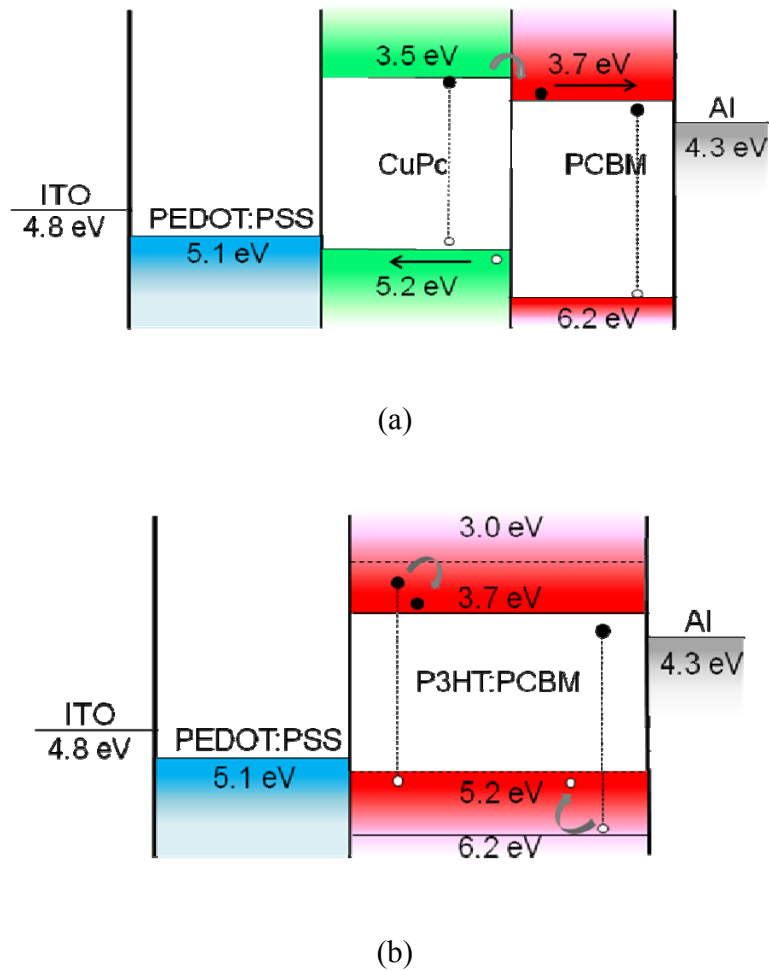 3.5 eV
3.7 eV
Al
4.3 eV
CuPc
PCBM
ITO
4.8 eV
PEDOT:PSS
5.1 eV
5.2 eV
6.2 eV
(a)
3.0 eV
3.7 eV
Al
4.3 eV
P3HT:PCBM
ITO
4.8 eV
PEDOT:PSS
5.1 eV
5.2 eV
6.2 eV
(b)